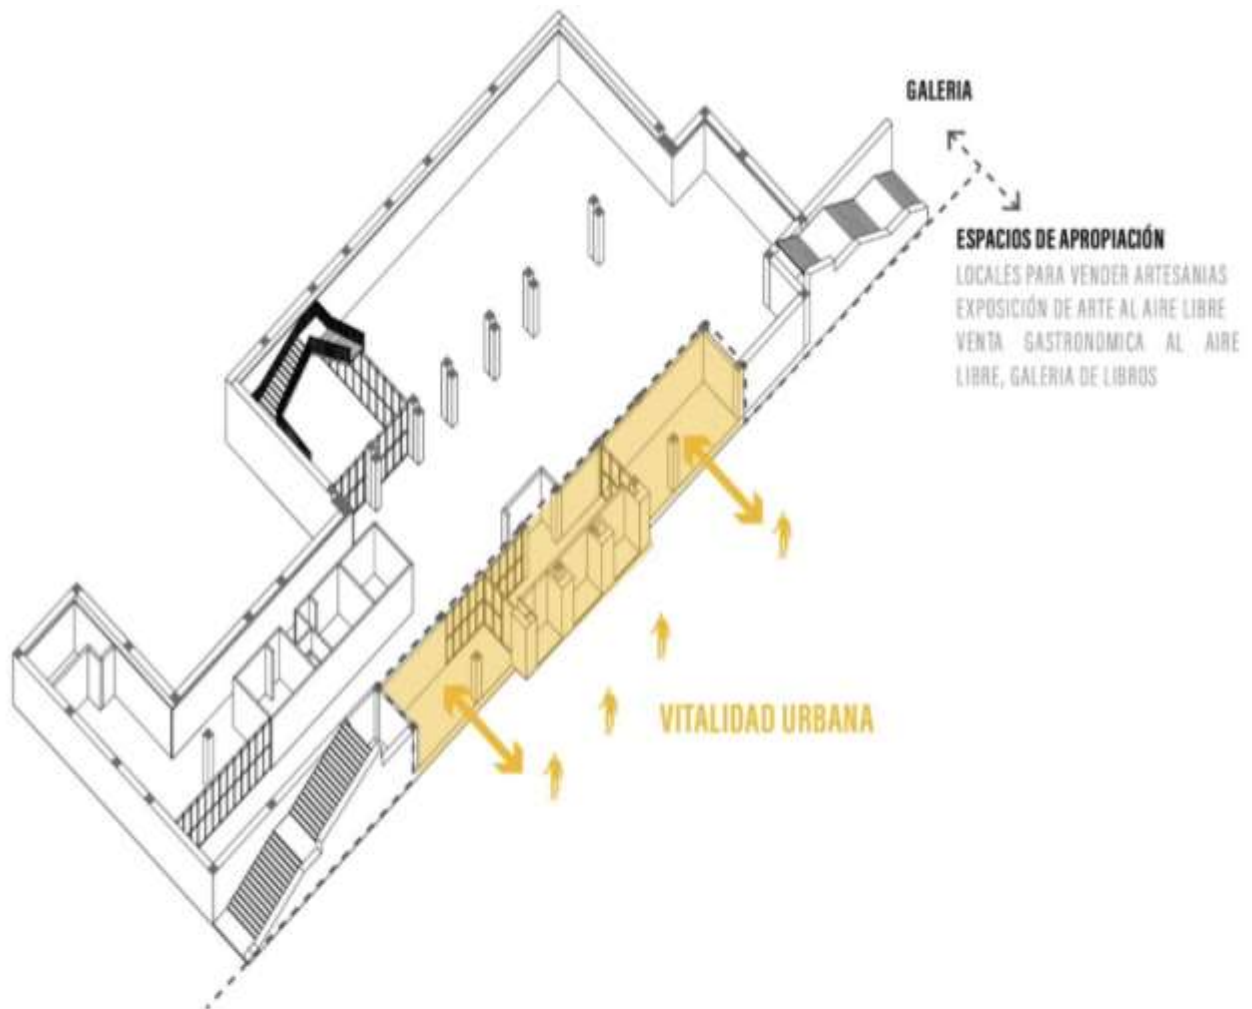 GALERIA
ESPACIOS DE APROPIACIÓN
LOCALES PARA VENDER ARTESANIAS
EXPOSICIÓN DE ARTE AL AIRE LIBRE
VENTA GASTRONOMICA AL AIRE
LIBRE, GALERIA DE LIBROS
VITALIDAD URBANA